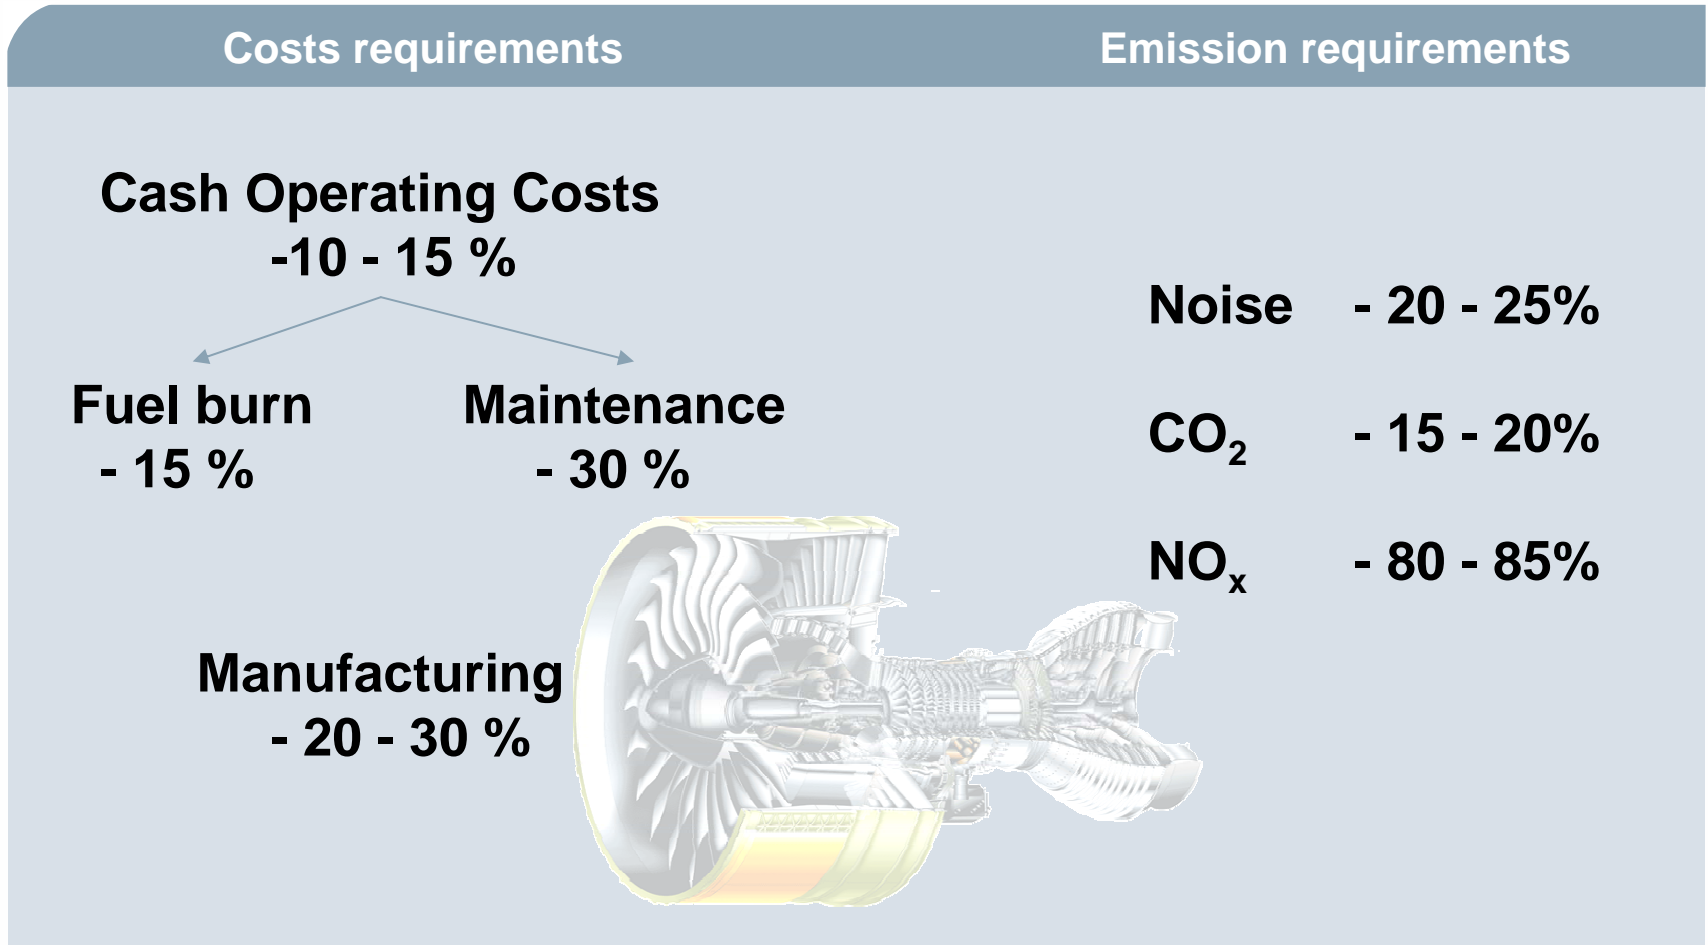 Costs requirements
Emission requirements
Cash Operating Costs
-10 - 15 %
Fuel burn
- 15 %
Maintenance
- 30 %
Manufacturing
- 20 - 30 %
Noise - 20 - 25%
CO₂ - 15 - 20%
NOₓ - 80 - 85%